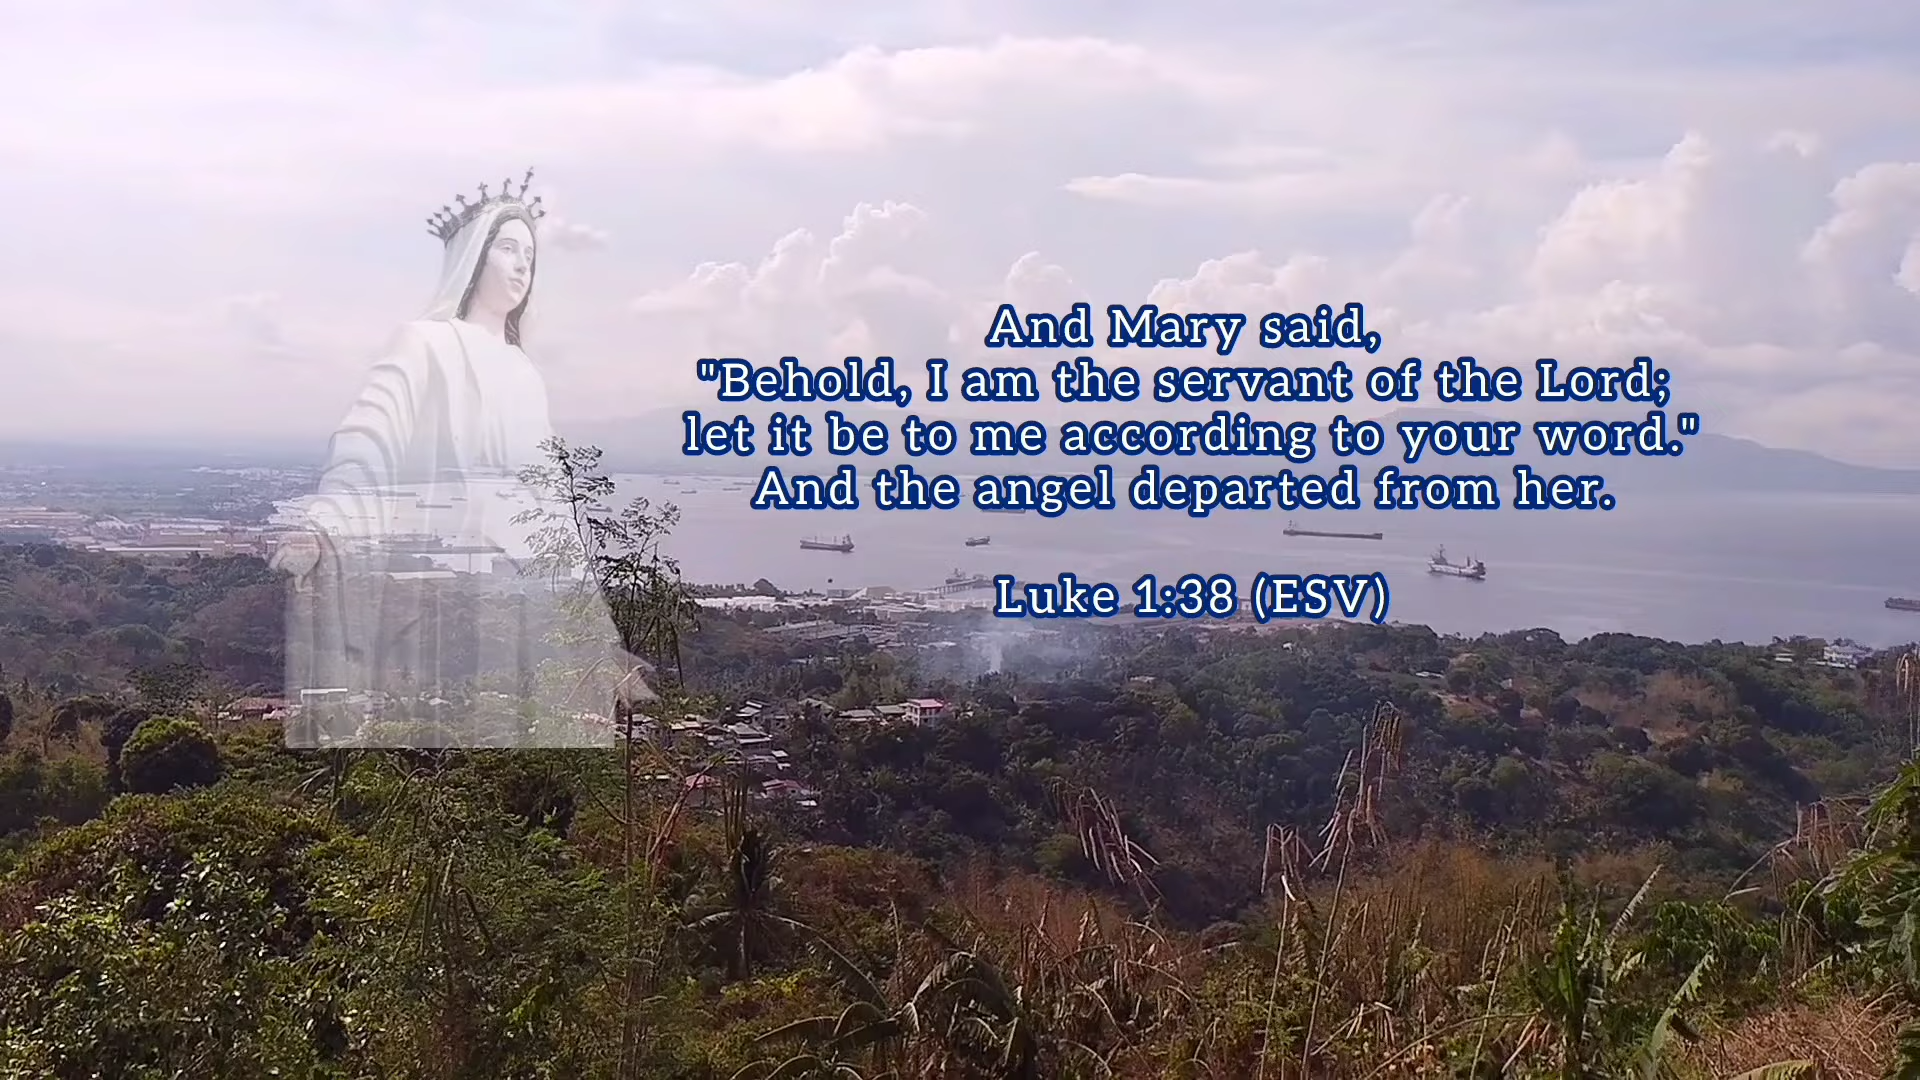 And Mary said,
"Behold, I am the servant of the Lord;
let it be to me according to your word."
And the angel departed from her.
Luke 1:38 (ESV)